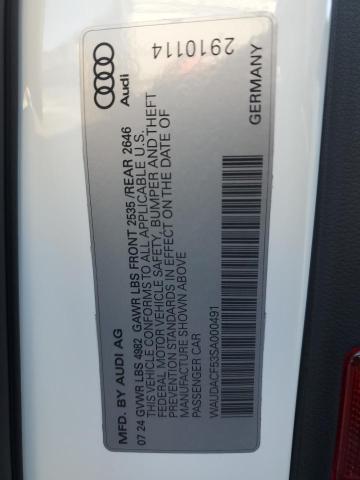 MFD. BY AUDI AG
07 24 GVWR LBS 4982 GAWR LBS FRONT 2535 /REAR 2646
THIS VEHICLE CONFORMS TO ALL APPLICABLE U.S.
FEDERAL MOTOR VEHICLE SAFETY, BUMPER AND THEFT
PREVENTION STANDARDS IN EFFECT ON THE DATE OF
MANUFACTURE SHOWN ABOVE
PASSENGER CAR
WAUDACF53SA000491
GERMANY
Audi
2910114